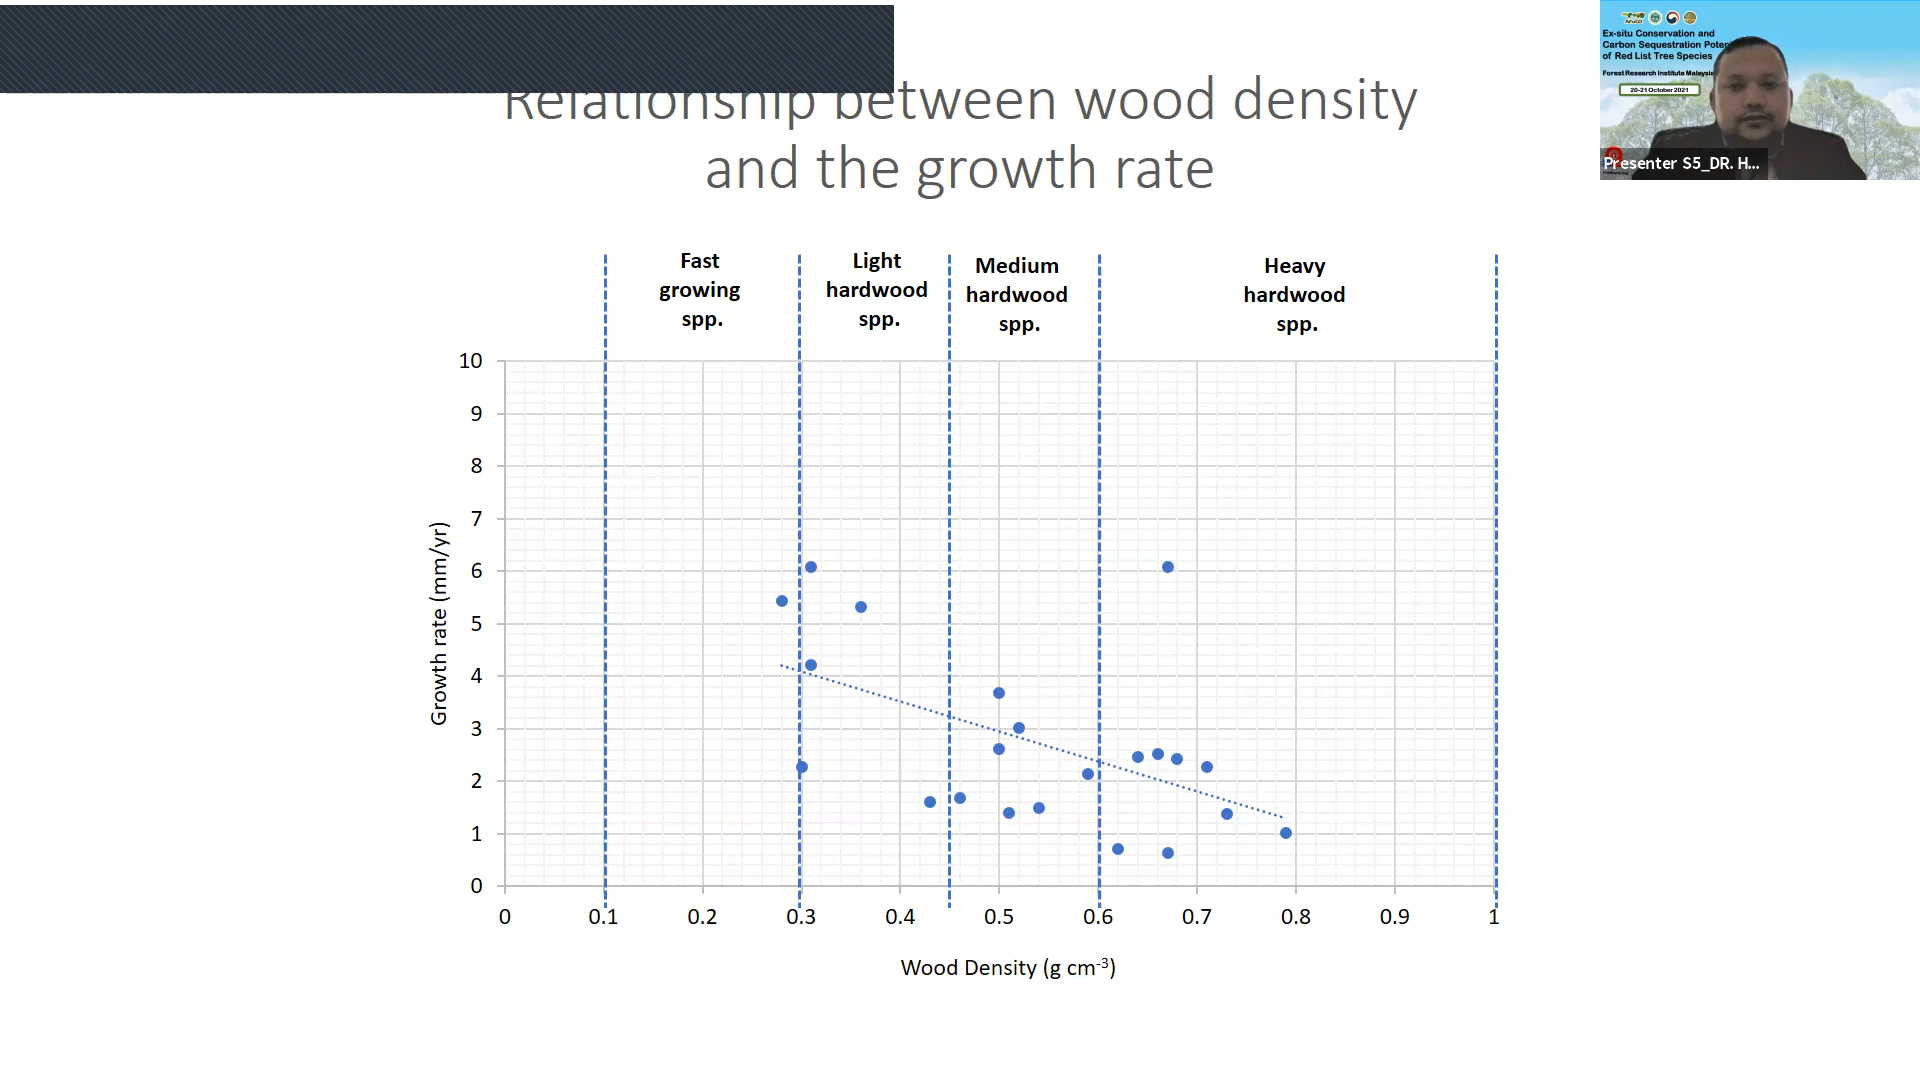 Relationship between wood density
and the growth rate
Ex-situ Conservation and
Carbon Sequestration
of Red List Tree Species
Forest Research Institute Malaysia
20-21 October 2021
Presenter S5_DR. H...
Fast
growing
spp.
Light
hardwood
spp.
Medium
hardwood
spp.
Heavy
hardwood
spp.
10
9
8
7
6
5
4
3
2
1
0
Growth rate (mm/yr)
0 0.1 0.2 0.3 0.4 0.5 0.6 0.7 0.8 0.9 1
Wood Density (g cm⁻³)